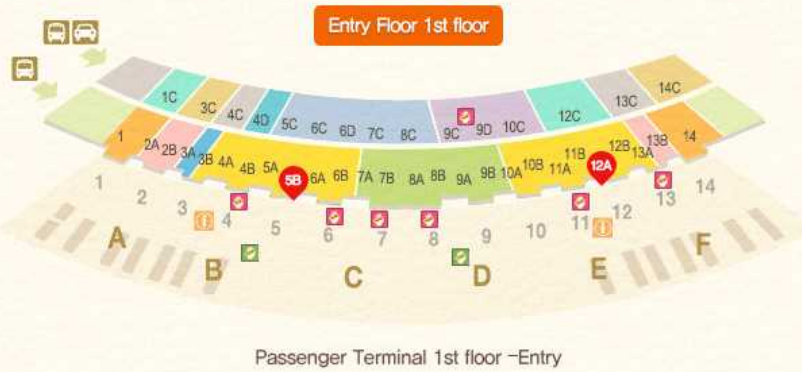 Entry Floor 1st floor
1C 3C 4C 4D 5C 6C 6D 7C 8C 9C 9D 10C 12C 13C 14C
1 2A 2B 3A 3B 4A 4B 5A 5B 6A 6B 7A 7B 8A 8B 9A 9B 10A 10B 11A 11B 12A 12B 13A 13B 14
1 2 3 4 5 6 7 8 9 10 11 12 13 14
A B C D E F
Passenger Terminal 1st floor -Entry